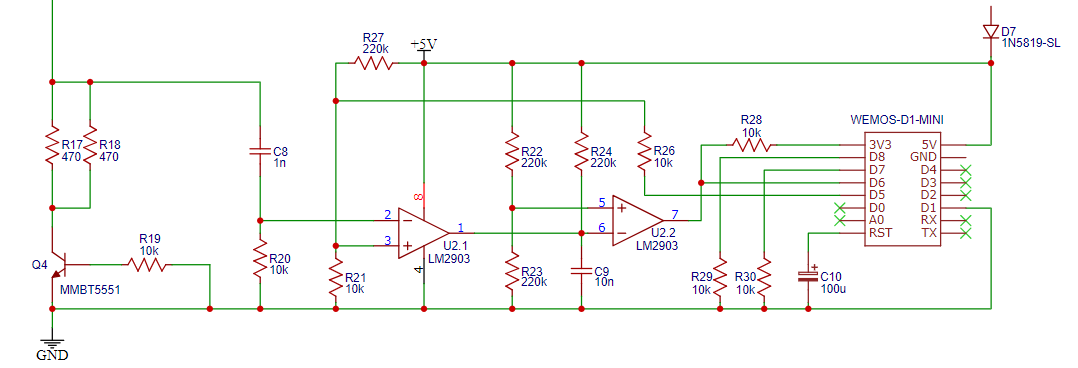 D7
1N5819-SL
R27
220k
+5V
R17
470
R18
470
C8
1n
R22
220k
R24
220k
R26
10k
R28
10k
WEMOS-D1-MINI
3V3
D8
D7
D6
D5
D0
A0
RST
5V
GND
D4
D3
D2
D1
RX
TX
8
2
3
1
4
U2.1
LM2903
5
6
7
U2.2
LM2903
Q4
MMBT5551
R19
10k
R20
10k
R21
10k
R23
220k
C9
10n
R29
10k
R30
10k
+
C10
100u
GND